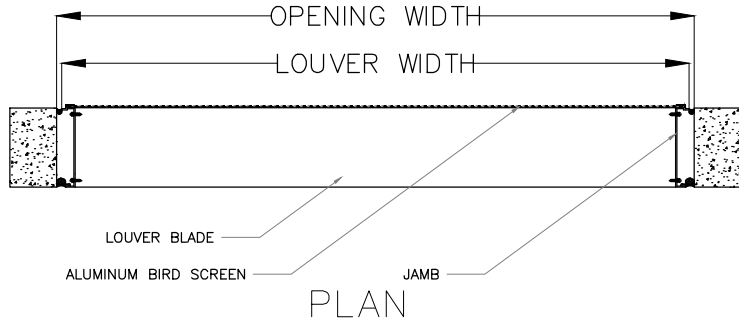 OPENING WIDTH
LOUVER WIDTH
LOUVER BLADE
ALUMINUM BIRD SCREEN
JAMB
PLAN